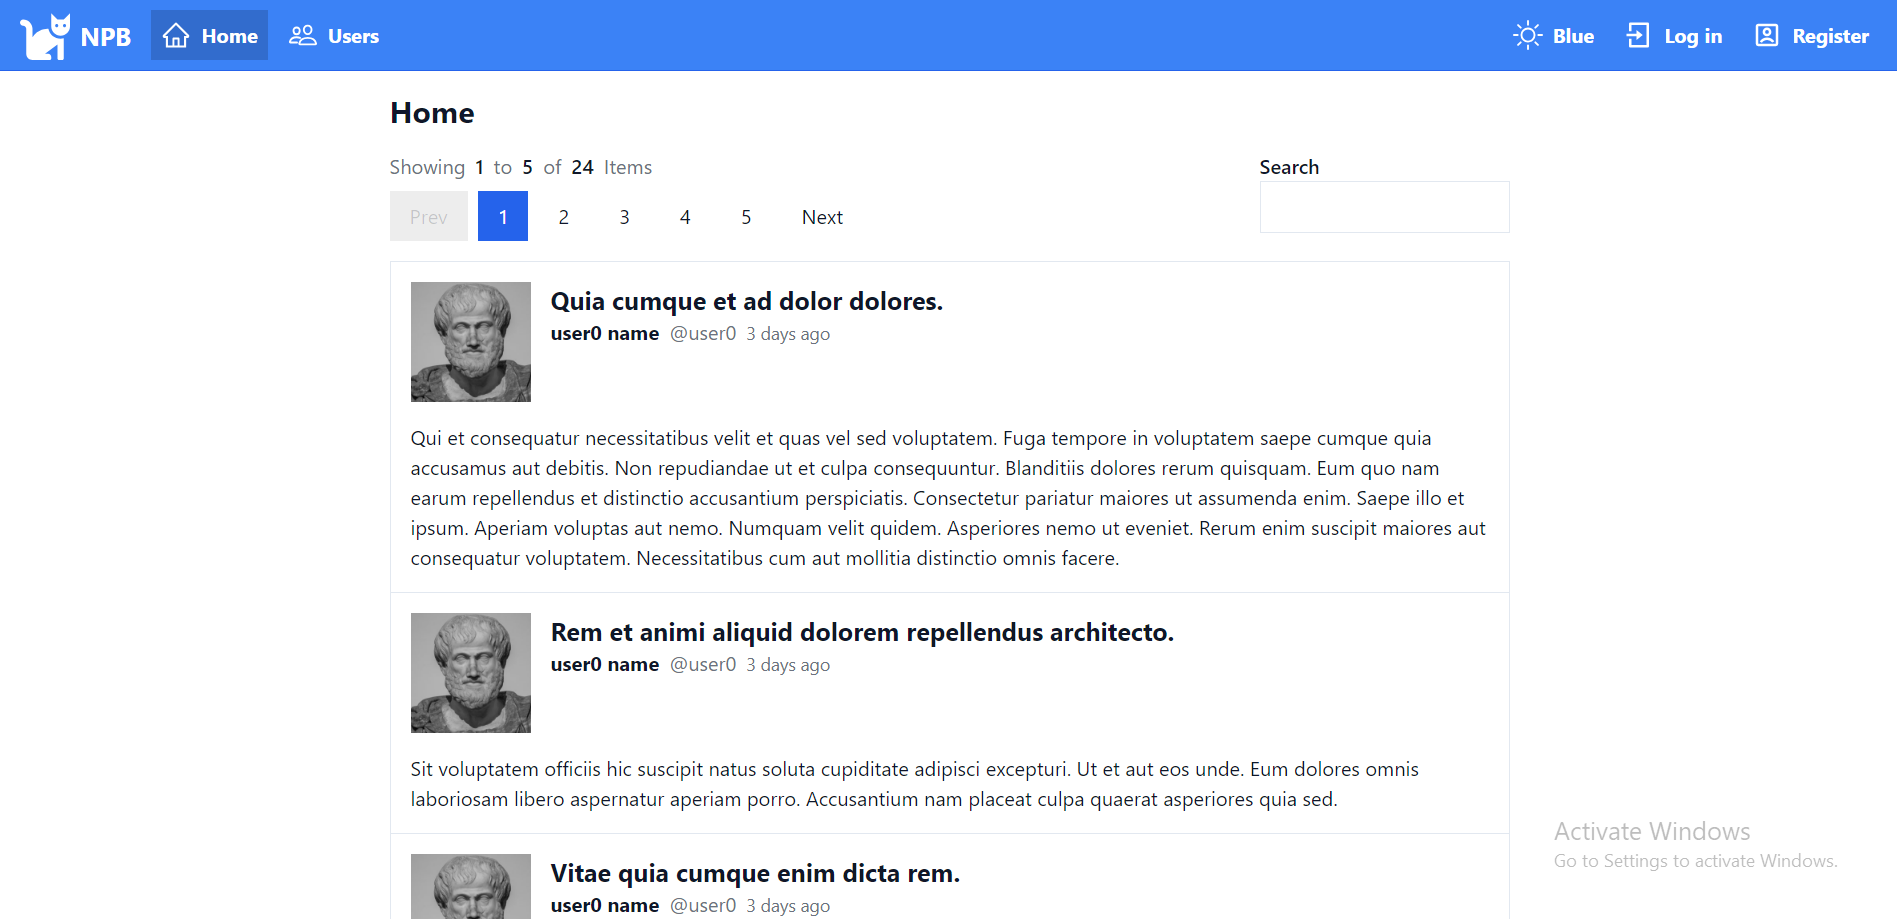 NPB Home Users Blue Log in Register
Home
Showing 1 to 5 of 24 Items
Search
Prev 1 2 3 4 5 Next
Quia cumque et ad dolor dolores.
user0 name @user0 3 days ago
Qui et consequatur necessitatibus velit et quas vel sed voluptatem. Fuga tempore in voluptatem saepe cumque quia
accusamus aut debitis. Non repudiandae ut et culpa consequuntur. Blanditiis dolores rerum quisquam. Eum quo nam
earum repellendus et distinctio accusantium perspiciatis. Consectetur pariatur maiores ut assumenda enim. Saepe illo et
ipsum. Aperiam voluptas aut nemo. Numquam velit quidem. Asperiores nemo ut eveniet. Rerum enim suscipit maiores aut
consequatur voluptatem. Necessitatibus cum aut mollitia distinctio omnis facere.
Rem et animi aliquid dolorem repellendus architecto.
user0 name @user0 3 days ago
Sit voluptatem officiis hic suscipit natus soluta cupiditate adipisci excepturi. Ut et aut eos unde. Eum dolores omnis
laboriosam libero aspernatur aperiam porro. Accusantium nam placeat culpa quaerat asperiores quia sed.
Vitae quia cumque enim dicta rem.
user0 name @user0 3 days ago
Activate Windows
Go to Settings to activate Windows.